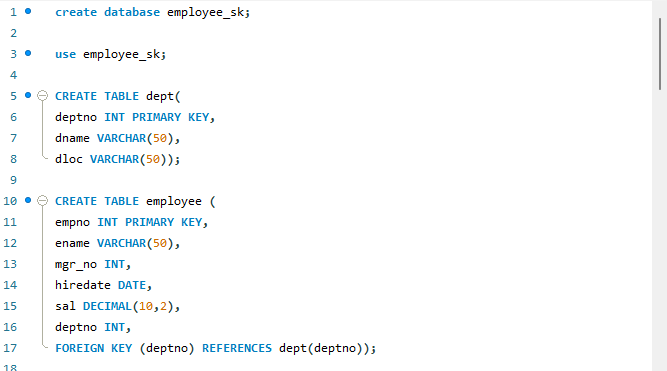 1 create database employee_sk;
2
3 use employee_sk;
4
5 CREATE TABLE dept(
6 deptno INT PRIMARY KEY,
7 dname VARCHAR(50),
8 dloc VARCHAR(50));
9
10 CREATE TABLE employee (
11 empno INT PRIMARY KEY,
12 ename VARCHAR(50),
13 mgr_no INT,
14 hiredate DATE,
15 sal DECIMAL(10,2),
16 deptno INT,
17 FOREIGN KEY (deptno) REFERENCES dept(deptno));
18